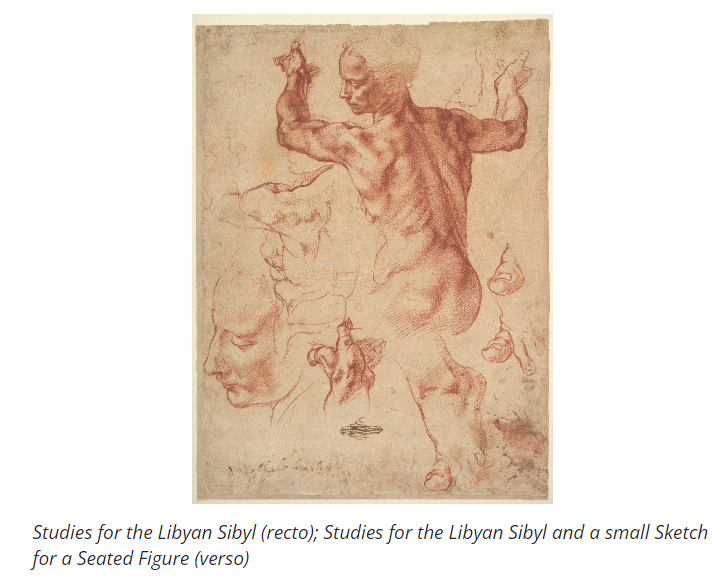 Studies for the Libyan Sibyl (recto); Studies for the Libyan Sibyl and a small Sketch
for a Seated Figure (verso)